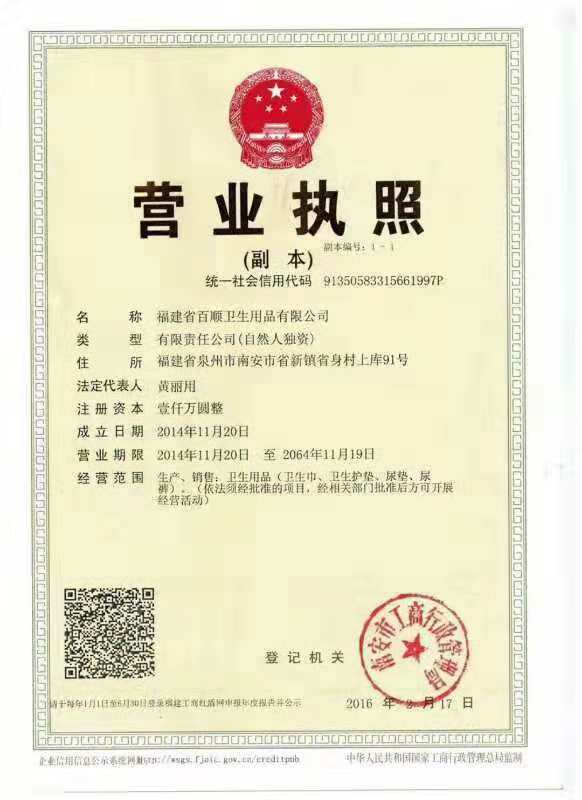 营业执照
(副 本)
副本编号：1-1
统一社会信用代码 91350583315661997P
名 称 福建省百顺卫生用品有限公司
类 型 有限责任公司(自然人独资)
住 所 福建省泉州市南安市省新镇省身村上库91号
法定代表人 黄丽用
注册资本 壹仟万圆整
成立日期 2014年11月20日
营业期限 2014年11月20日 至 2064年11月19日
经营范围 生产、销售：卫生用品（卫生巾、卫生护垫、尿垫、尿
裤）。（依法须经批准的项目，经相关部门批准后方可开展
经营活动）
南安市工商行政管理局
登记机关
请于每年1月1日至6月30日登录福建工商红盾网申报年度报告并公示
2016 年 2 月 17 日
企业信用信息公示系统网址http://wsgs.fjaic.gov.cn/creditpub
中华人民共和国国家工商行政管理总局监制